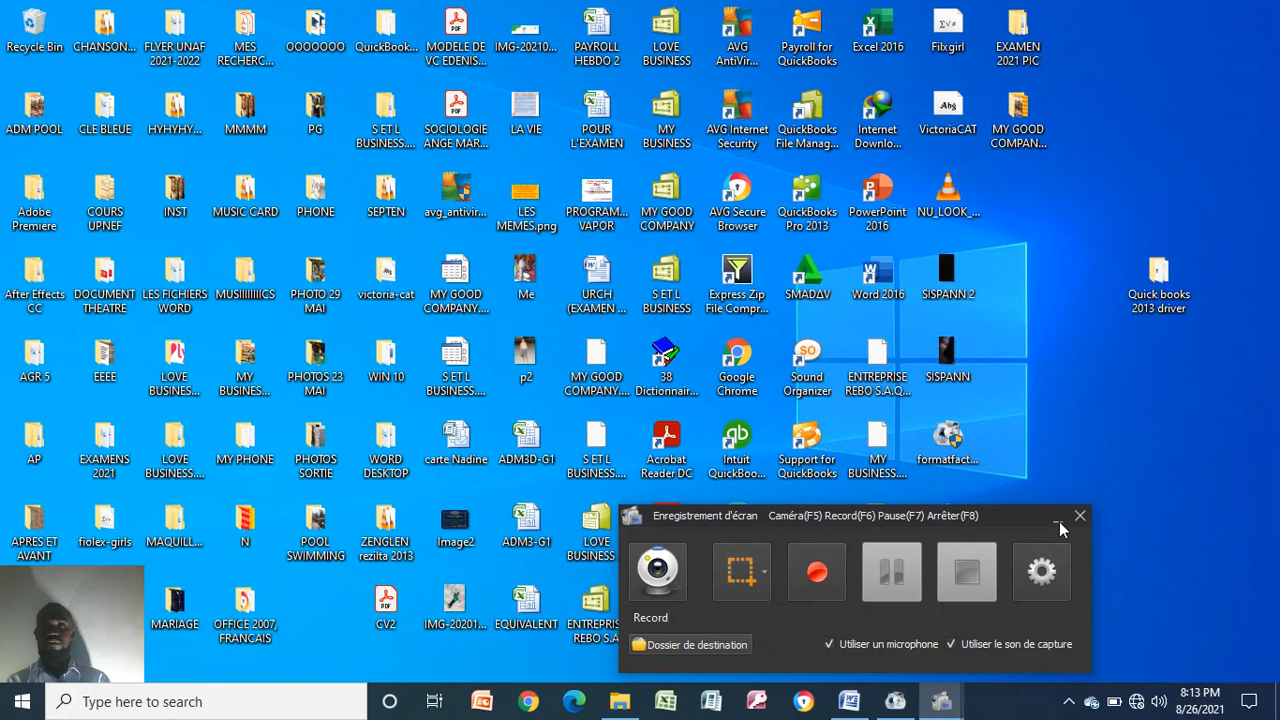 Recycle Bin
CHANSON...
FLYER UNAF
2021-2022
MES
RECHERC...
OOOOOOO
QuickBook...
MODELE DE
VC EDENIS...
IMG-20210...
PAYROLL
HEBDO 2
LOVE
BUSINESS
AVG
AntiVir...
Payroll for
QuickBooks
Excel 2016
Filxgirl
EXAMEN
2021 PIC
ADM POOL
CLE BLEUE
HYHYHY...
MMMM
PG
S ET L
BUSINESS....
SOCIOLOGIE
ANGE MAR...
LA VIE
POUR
L'EXAMEN
MY
BUSINESS
AVG Internet
Security
QuickBooks
File Manag...
Internet
Downlo...
VictoriaCAT
MY GOOD
COMPAN...
Adobe
Premiere
COURS
UPNEF
INST
MUSIC CARD
PHONE
SEPTEN
avg_antivir...
LES
MEMES.png
PROGRAM...
VAPOR
MY GOOD
COMPANY
AVG Secure
Browser
QuickBooks
Pro 2013
PowerPoint
2016
NU_LOOK_...
After Effects
CC
DOCUMENT
THEATRE
LES FICHIERS
WORD
MUSIIIIIIIICS
PHOTO 29
MAI
victoria-cat
MY GOOD
COMPANY....
Me
URCH
(EXAMEN ...
S ET L
BUSINESS
Express Zip
File Compr...
SMADΔV
Word 2016
SISPANN 2
Quick books
2013 driver
AGR 5
EEEE
LOVE
BUSINES...
MY
BUSINES...
PHOTOS 23
MAI
WIN 10
S ET L
BUSINESS....
p2
MY GOOD
COMPANY....
38
Dictionnair...
Google
Chrome
Sound
Organizer
ENTREPRISE
REBO S.A.Q...
SISPANN
AP
EXAMENS
2021
LOVE
BUSINESS....
MY PHONE
PHOTOS
SORTIE
WORD
DESKTOP
carte Nadine
ADM3D-G1
S ET L
BUSINESS....
Acrobat
Reader DC
Intuit
QuickBoo...
Support for
QuickBooks
MY
BUSINESS....
formatfact...
APRES ET
AVANT
fiolex-girls
MAQUILL...
N
POOL
SWIMMING
ZENGLEN
rezilta 2013
Image2
ADM3-G1
LOVE
BUSINESS
MARIAGE
OFFICE 2007,
FRANCAIS
CV2
IMG-20201...
EQUIVALENT
ENTREPRIS
REBO S.A
Enregistrement d'écran Caméra(F5) Record(F6) Pause(F7) Arrêter(F8)
Record
Dossier de destination
Utiliser un microphone
Utiliser le son de capture
Type here to search
8:13 PM
8/26/2021